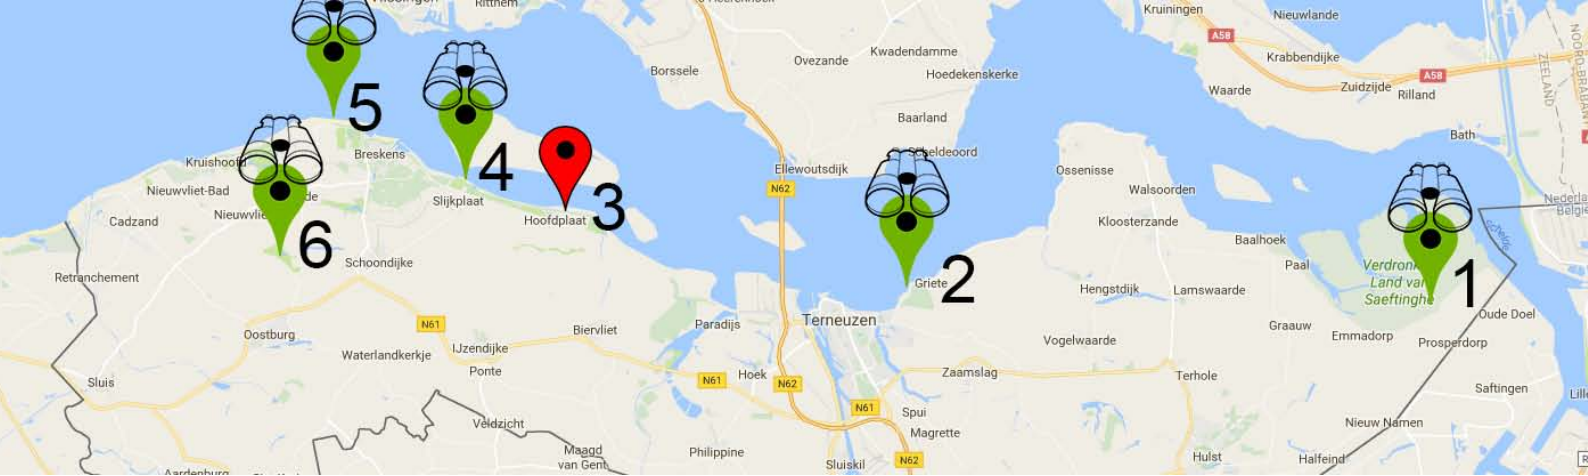 Ritthem
Kruiningen
Nieuwlande
A58
Krabbendijke
Kwadendamme
Ovezande
Borssele
Hoedekenskerke
A58
Zuidzijde
Rilland
Waarde
ZEELAND
5
Baarland
Bath
Breskens
Kruishoofd
4
Ellewoutsdijk
Ossenisse
Nieuwvliet-Bad
N62
Walsoorden
Slijkplaat
3
Hoofdplaat
Cadzand
Kloosterzande
6
Baalhoek
Schelde
Schoondijke
Paal
Verdronken
1
Retranchement
2
Griete
Land van
Hengstdijk
Lamswaarde
Saeftinghe
Oude Doel
Terneuzen
N61
Paradijs
Graauw
Biervliet
Emmadorp
Oostburg
Vogelwaarde
Prosperdorp
IJzendijke
Waterlandkerkje
Ponte
Zaamslag
Terhole
Hoek
N61
N62
Sluis
Saftingen
N61
Spui
Veldzicht
Nieuw Namen
Magrette
Maagd
van Gent
Philippine
Hulst
Halfeind
N62
Sluiskil
Aardenburg